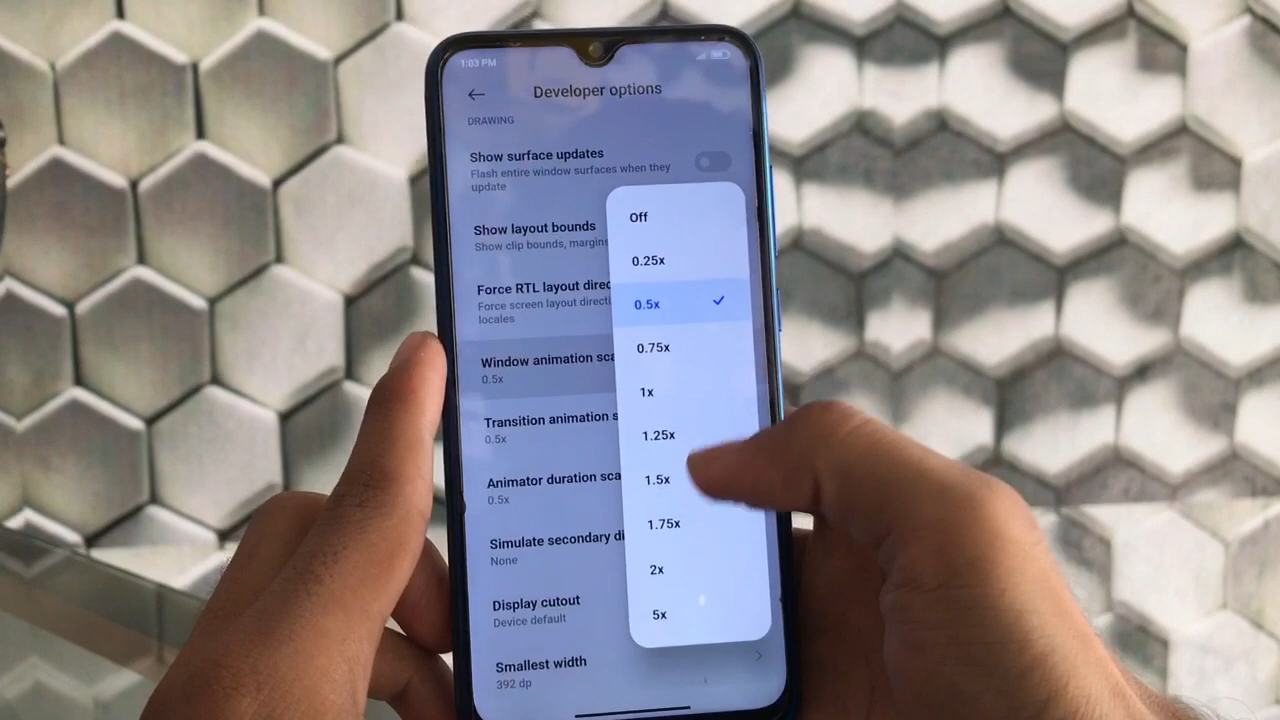 1:03 PM
Developer options
DRAWING
Show surface updates
Flash entire window surfaces when they
update
Show layout bounds
Show clip bounds, margins
Force RTL layout direc
Force screen layout directi
locales
Window animation sca
0.5x
Transition animation s
0.5x
Animator duration sca
0.5x
Simulate secondary di
None
Display cutout
Device default
Smallest width
392 dp
Off
0.25x
0.5x
0.75x
1x
1.25x
1.5x
1.75x
2x
5x